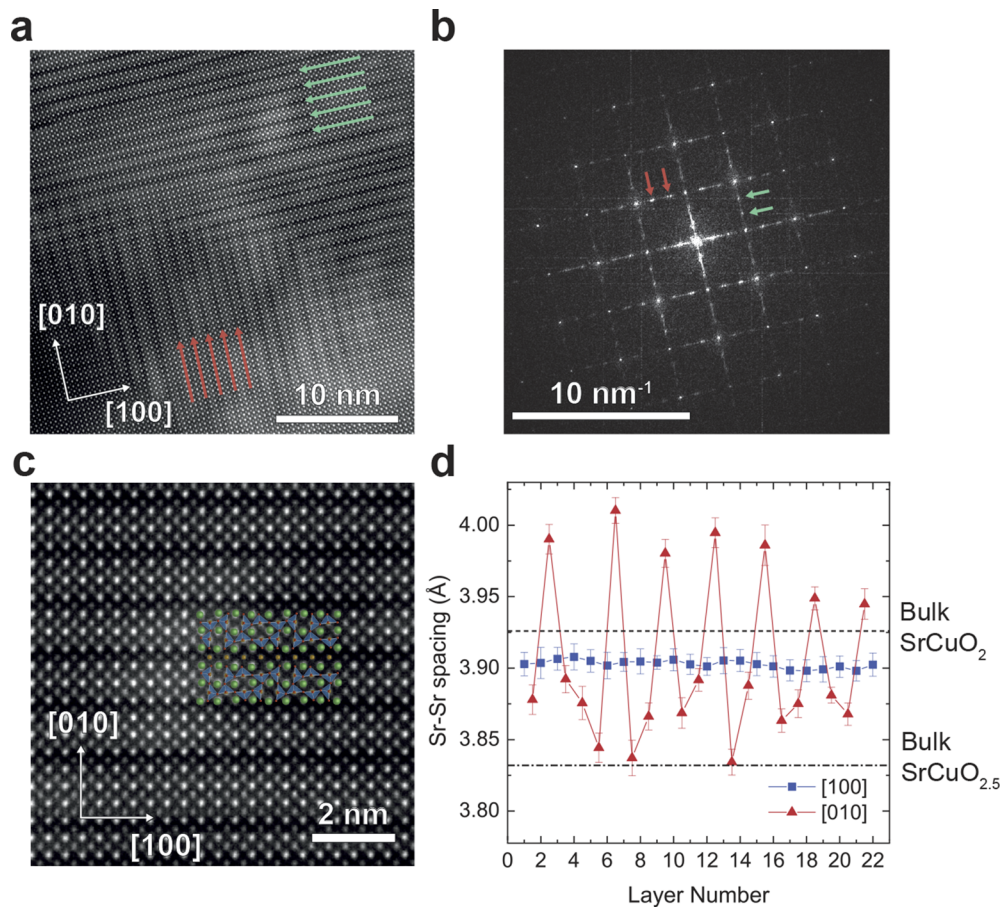 a
b
[010]
[100]
10 nm
10 nm⁻¹
c
d
[010]
[100]
2 nm
Sr-Sr spacing (Å)
4.00
3.95
3.90
3.85
3.80
Bulk
SrCuO₂
Bulk
SrCuO₂.₅
[100]
[010]
0 2 4 6 8 10 12 14 16 18 20 22
Layer Number